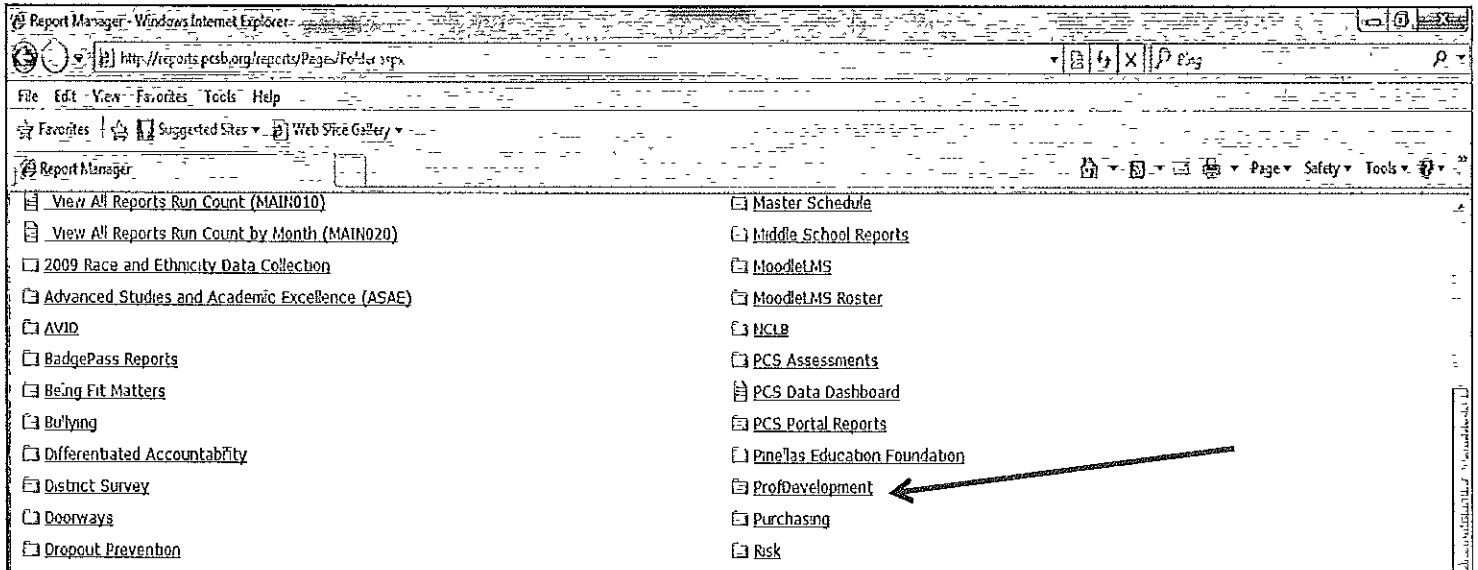 Report Manager - Windows Internet Explorer
http://reports.pcsb.org/reports/Pages/Folder.aspx
Bing
File Edit View Favorites Tools Help
Favorites Suggested Sites Web Slice Gallery
Report Manager
Page Safety Tools
View All Reports Run Count (MAIN010)
View All Reports Run Count by Month (MAIN020)
2009 Race and Ethnicity Data Collection
Advanced Studies and Academic Excellence (ASAE)
AVID
BadgePass Reports
Being Fit Matters
Bullying
Differentiated Accountability
District Survey
Doorways
Dropout Prevention
Master Schedule
Middle School Reports
MoodleLMS
MoodleLMS Roster
NCLB
PCS Assessments
PCS Data Dashboard
PCS Portal Reports
Pinellas Education Foundation
ProfDevelopment
Purchasing
Risk